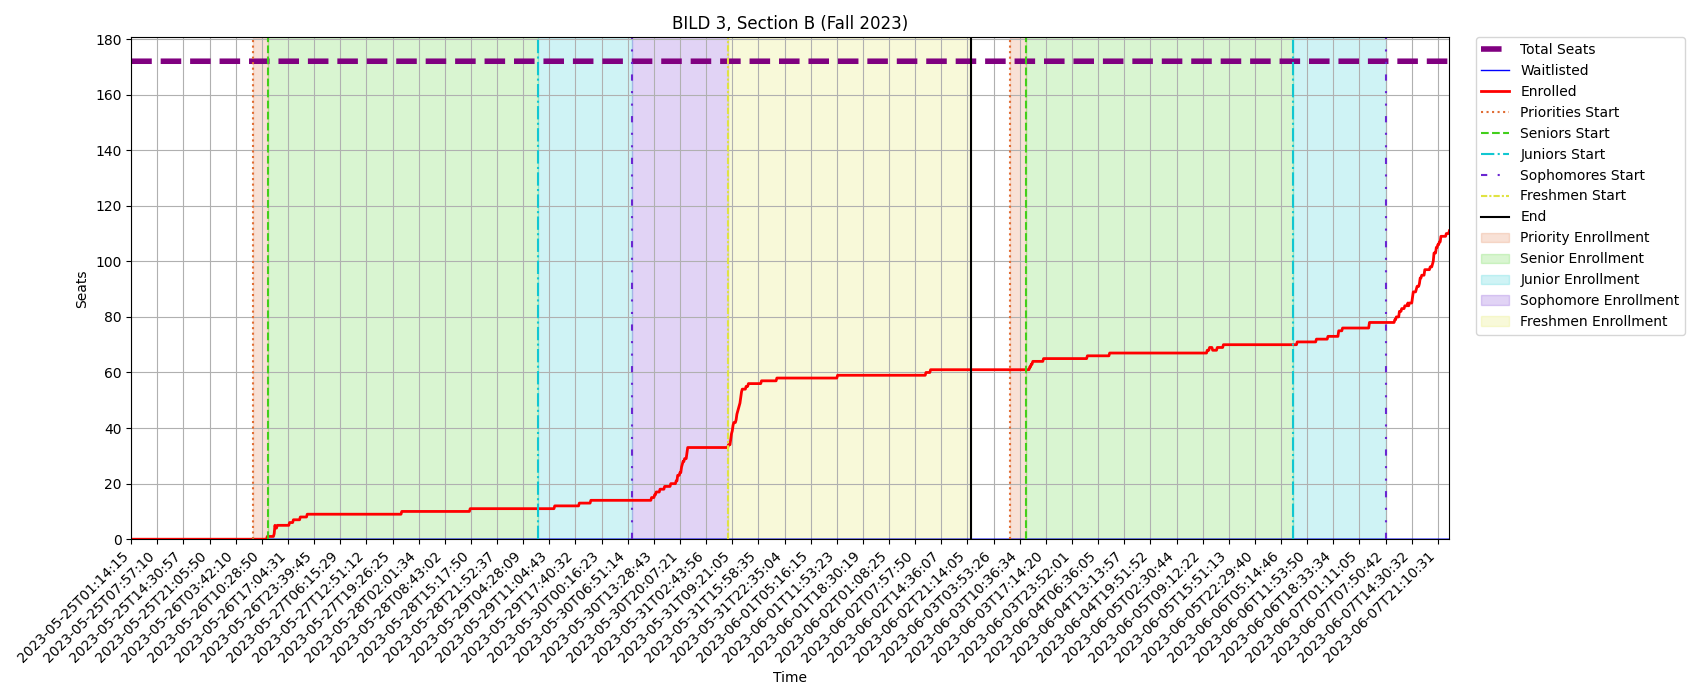 BILD 3, Section B (Fall 2023)
Seats
180
160
140
120
100
80
60
40
20
0
2023-05-25T01:14:15
2023-05-25T07:57:10
2023-05-25T14:30:57
2023-05-25T21:05:50
2023-05-26T03:42:16
2023-05-26T10:28:50
2023-05-26T17:04:31
2023-05-26T23:39:45
2023-05-27T06:15:29
2023-05-27T12:51:12
2023-05-27T19:26:25
2023-05-28T02:01:34
2023-05-28T08:43:02
2023-05-28T15:17:50
2023-05-28T21:52:37
2023-05-29T04:28:09
2023-05-29T11:04:43
2023-05-29T17:40:32
2023-05-30T00:16:23
2023-05-30T06:51:14
2023-05-30T13:28:43
2023-05-30T20:07:21
2023-05-31T02:43:56
2023-05-31T09:21:05
2023-05-31T15:58:35
2023-05-31T22:35:04
2023-06-01T05:16:15
2023-06-01T11:53:23
2023-06-01T18:30:19
2023-06-02T01:08:25
2023-06-02T07:57:50
2023-06-02T14:36:07
2023-06-02T21:14:05
2023-06-03T03:53:26
2023-06-03T10:36:34
2023-06-03T17:14:20
2023-06-03T23:52:01
2023-06-04T06:36:05
2023-06-04T13:13:57
2023-06-04T19:51:52
2023-06-05T02:30:44
2023-06-05T09:12:22
2023-06-05T15:51:13
2023-06-05T22:29:40
2023-06-06T05:14:46
2023-06-06T11:53:50
2023-06-06T18:33:34
2023-06-07T01:11:05
2023-06-07T07:50:42
2023-06-07T14:30:32
2023-06-07T21:10:31
Time
Total Seats
Waitlisted
Enrolled
Priorities Start
Seniors Start
Juniors Start
Sophomores Start
Freshmen Start
End
Priority Enrollment
Senior Enrollment
Junior Enrollment
Sophomore Enrollment
Freshmen Enrollment